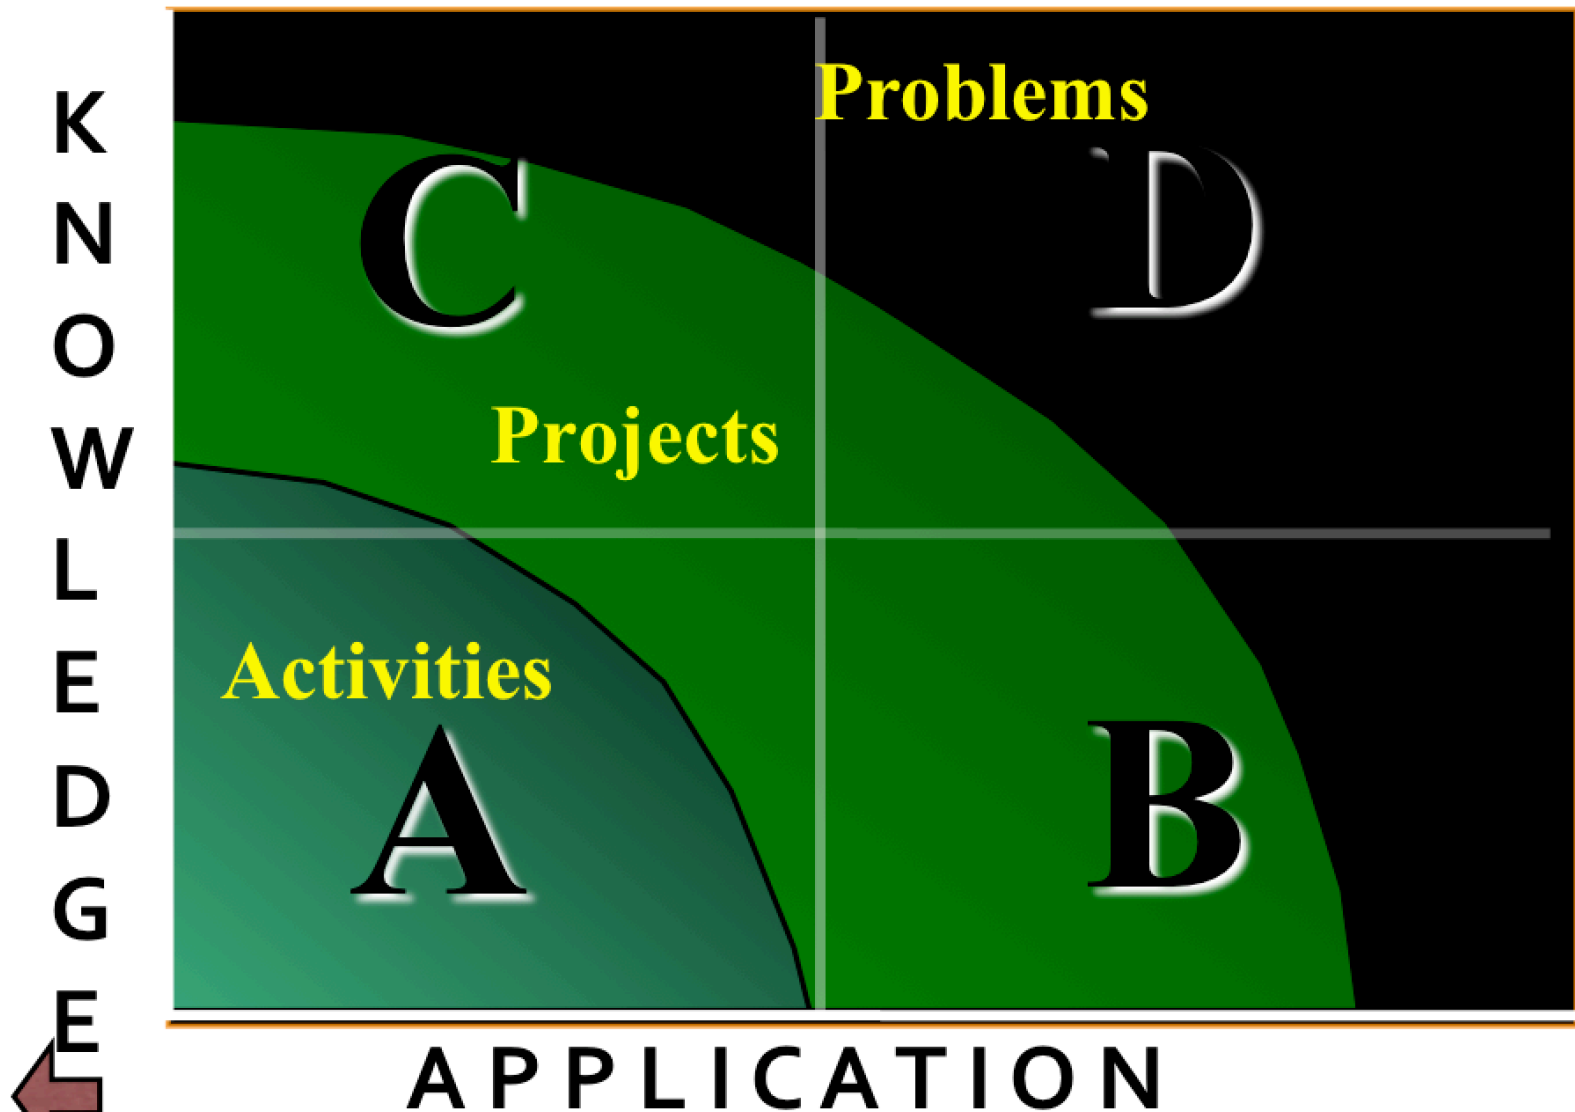 KNOWLEDGE
Problems
C
D
Projects
Activities
A
B
APPLICATION